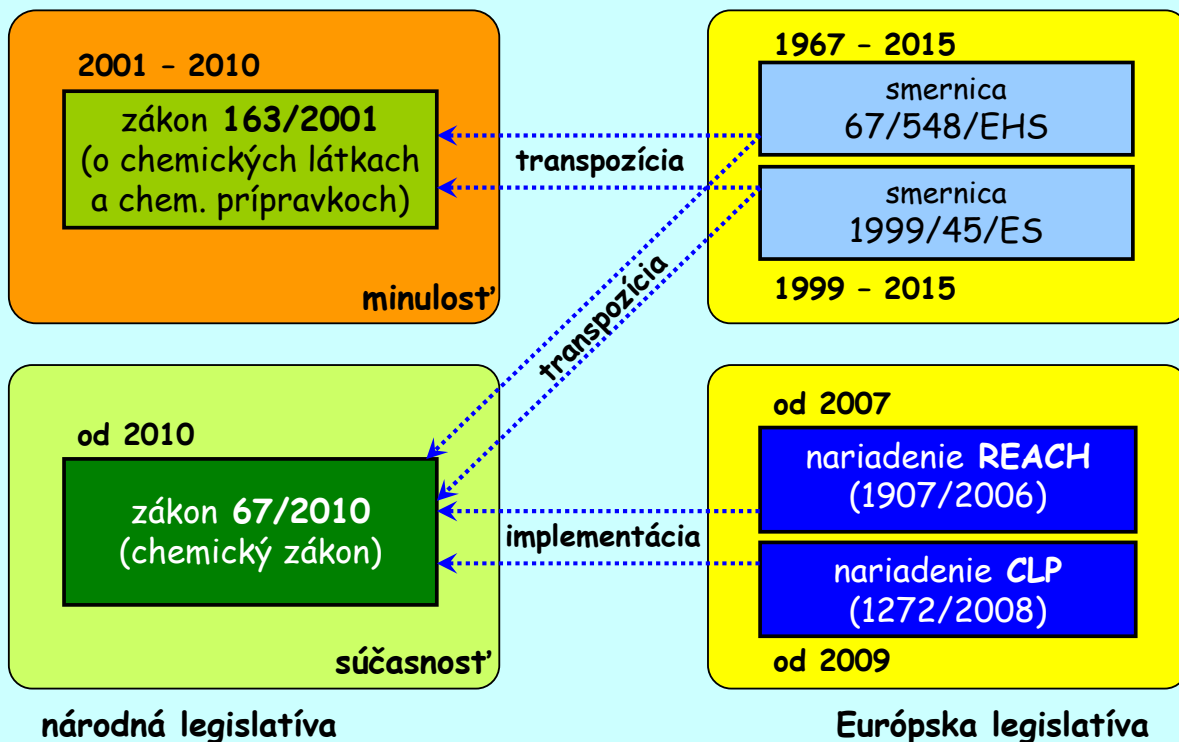 2001 – 2010
zákon 163/2001
(o chemických látkach
a chem. prípravkoch)
minulosť
transpozícia
1967 – 2015
smernica
67/548/EHS
smernica
1999/45/ES
1999 – 2015
transpozícia
od 2010
zákon 67/2010
(chemický zákon)
súčasnosť
implementácia
od 2007
nariadenie REACH
(1907/2006)
nariadenie CLP
(1272/2008)
od 2009
národná legislatíva
Európska legislatíva